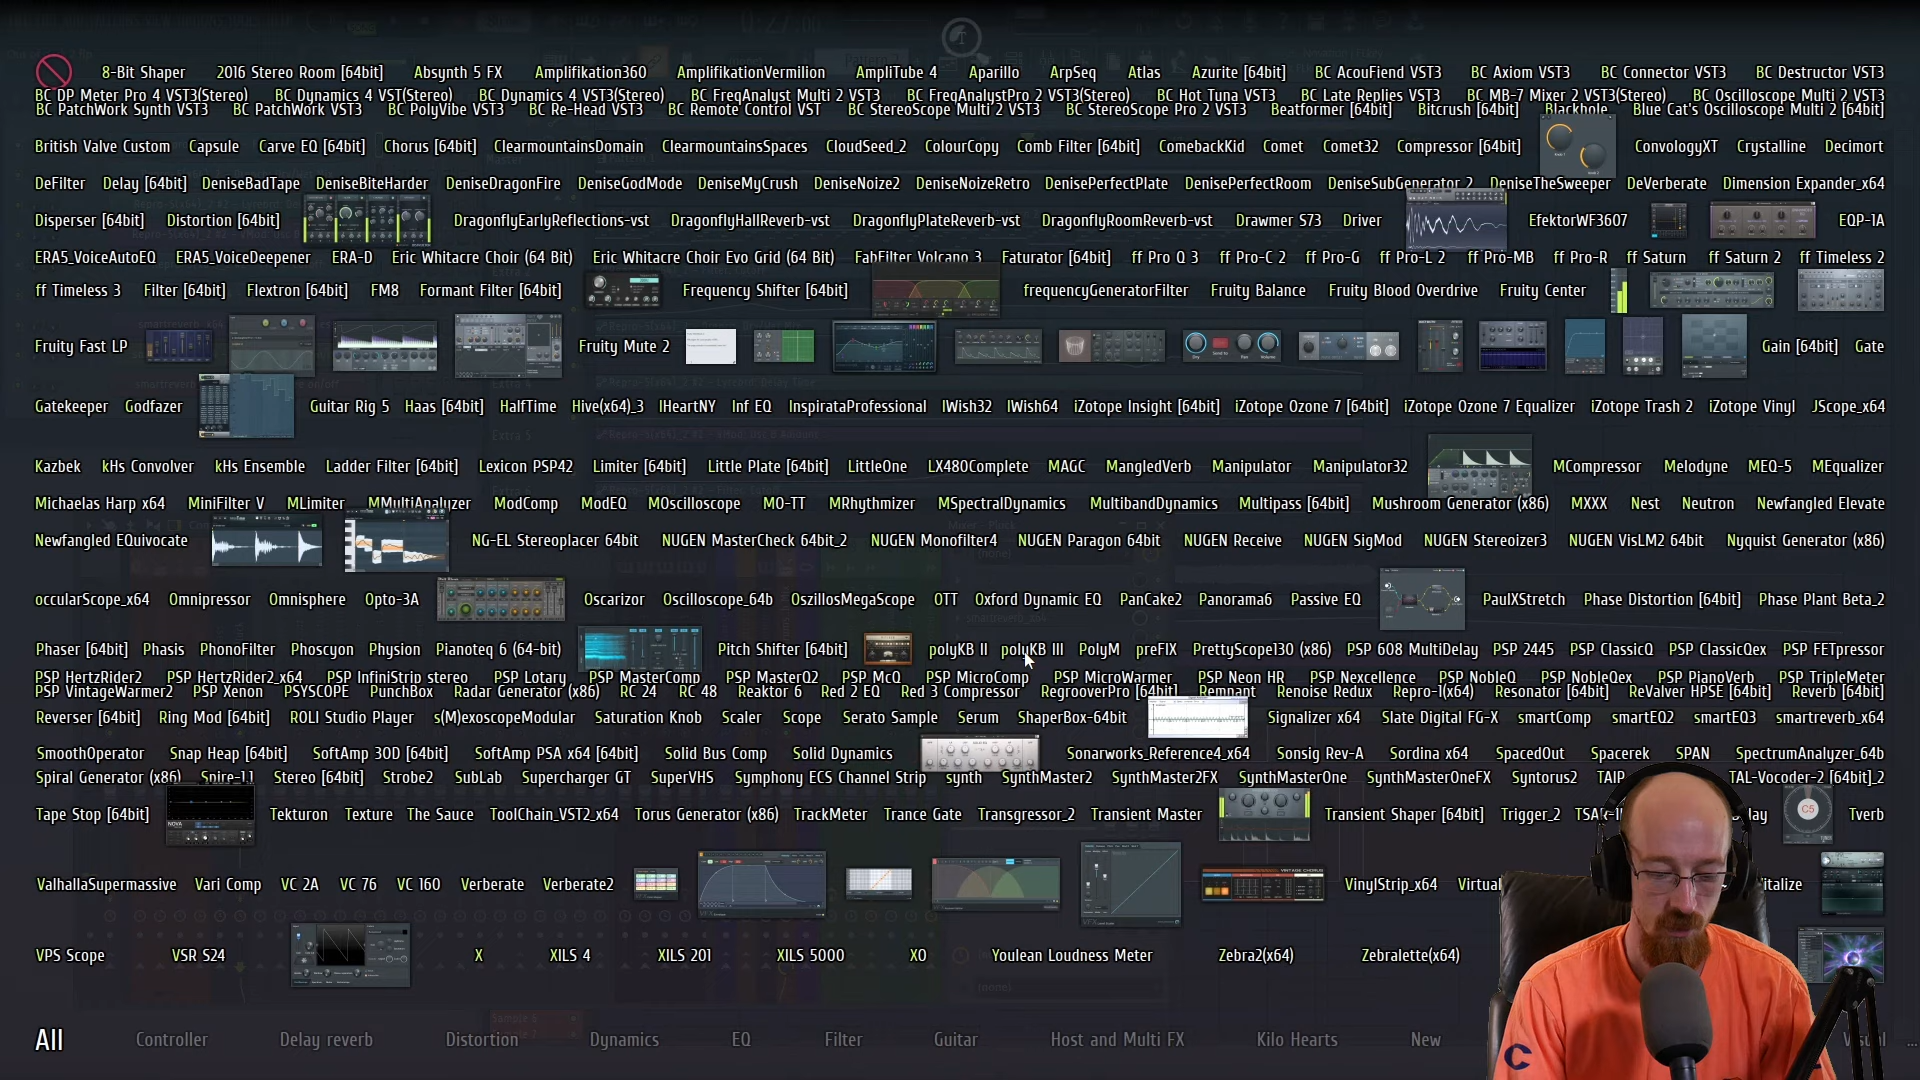 8-Bit Shaper 2016 Stereo Room [64bit] Absynth 5 FX Amplifikation360 AmplifikationVermilion AmpliTube 4 Aparillo ArpSeq Atlas Azurite [64bit] BC AcouFiend VST3 BC Axiom VST3 BC Connector VST3 BC Destructor VST3
BC DP Meter Pro 4 VST3(Stereo) BC Dynamics 4 VST(Stereo) BC Dynamics 4 VST3(Stereo) BC FreqAnalyst Multi 2 VST3 BC FreqAnalystPro 2 VST3(Stereo) BC Hot Tuna VST3 BC Late Replies VST3 BC MB-7 Mixer 2 VST3(Stereo) BC Oscilloscope Multi 2 VST3
BC PatchWork Synth VST3 BC PatchWork VST3 BC PolyVibe VST3 BC Re-Head VST3 BC Remote Control VST BC StereoScope Multi 2 VST3 BC StereoScope Pro 2 VST3 Beatformer [64bit] Bitcrush [64bit] Blackhole Blue Cat's Oscilloscope Multi 2 [64bit]
British Valve Custom Capsule Carve EQ [64bit] Chorus [64bit] ClearmountainsDomain ClearmountainsSpaces CloudSeed_2 ColourCopy Comb Filter [64bit] ComebackKid Comet Comet32 Compressor [64bit] ConvologyXT Crystalline Decimort
DeFilter Delay [64bit] DeniseBadTape DeniseBiteHarder DeniseDragonFire DeniseGodMode DeniseMyCrush DeniseNoize2 DeniseNoizeRetro DenisePerfectPlate DenisePerfectRoom DeniseSubGenerator 2 DeniseTheSweeper DeVerberate Dimension Expander_x64
Disperser [64bit] Distortion [64bit] DragonflyEarlyReflections-vst DragonflyHallReverb-vst DragonflyPlateReverb-vst DragonflyRoomReverb-vst Drawmer S73 Driver EfektorWF3607 EQP-1A
ERA5_VoiceAutoEQ ERA5_VoiceDeepener ERA-D Eric Whitacre Choir (64 Bit) Eric Whitacre Choir Evo Grid (64 Bit) FabFilter Volcano 3 Faturator [64bit] ff Pro Q 3 ff Pro-C 2 ff Pro-G ff Pro-L 2 ff Pro-MB ff Pro-R ff Saturn ff Saturn 2 ff Timeless 2
ff Timeless 3 Filter [64bit] Flextron [64bit] FM8 Formant Filter [64bit] Frequency Shifter [64bit] frequencyGeneratorFilter Fruity Balance Fruity Blood Overdrive Fruity Center
Fruity Fast LP Fruity Mute 2 Gain [64bit] Gate
Gatekeeper Godfazer Guitar Rig 5 Haas [64bit] HalfTime Hive(x64)_3 IHeartNY Inf EQ InspirataProfessional IWish32 IWish64 iZotope Insight [64bit] iZotope Ozone 7 [64bit] iZotope Ozone 7 Equalizer iZotope Trash 2 iZotope Vinyl JScope_x64
Kazbek kHs Convolver kHs Ensemble Ladder Filter [64bit] Lexicon PSP42 Limiter [64bit] Little Plate [64bit] LittleOne LX480Complete MAGC MangledVerb Manipulator Manipulator32 MCompressor Melodyne MEQ-5 MEqualizer
Michaelas Harp x64 MiniFilter V MLimiter MMultiAnalyzer ModComp ModEQ MOscilloscope MO-TT MRhythmizer MSpectralDynamics MultibandDynamics Multipass [64bit] Mushroom Generator (x86) MXXX Nest Neutron Newfangled Elevate
Newfangled EQuivocate NG-EL Stereoplacer 64bit NUGEN MasterCheck 64bit_2 NUGEN Monofilter4 NUGEN Paragon 64bit NUGEN Receive NUGEN SigMod NUGEN Stereoizer3 NUGEN VisLM2 64bit Nyquist Generator (x86)
occularScope_x64 Omnipressor Omnisphere Opto-3A Oscarizor Oscilloscope_64b OszillosMegaScope OTT Oxford Dynamic EQ PanCake2 Panorama6 Passive EQ PaulXStretch Phase Distortion [64bit] Phase Plant Beta_2
Phaser [64bit] Phasis PhonoFilter Phoscyon Physion Pianoteq 6 (64-bit) Pitch Shifter [64bit] polyKB II polyKB III PolyM preFIX PrettyScope130 (x86) PSP 608 MultiDelay PSP 2445 PSP ClassicQ PSP ClassicQex PSP FETpressor
PSP HertzRider2 PSP HertzRider2_x64 PSP InfiniStrip stereo PSP Lotary PSP MasterComp PSP MasterQ2 PSP McQ PSP MicroComp PSP MicroWarmer PSP Neon HR PSP Nexcellence PSP NobleQ PSP NobleQex PSP PianoVerb PSP TripleMeter
PSP VintageWarmer2 PSP Xenon PSYSCOPE PunchBox Radar Generator (x86) RC 24 RC 48 Reaktor 6 Red 2 EQ Red 3 Compressor RegrooverPro [64bit] Remnant Renoise Redux Repro-1(x64) Resonator [64bit] ReValver HPSE [64bit] Reverb [64bit]
Reverser [64bit] Ring Mod [64bit] ROLI Studio Player s(M)exoscopeModular Saturation Knob Scaler Scope Serato Sample Serum ShaperBox-64bit Signalizer x64 Slate Digital FG-X smartComp smartEQ2 smartEQ3 smartreverb_x64
SmoothOperator Snap Heap [64bit] SoftAmp 3OD [64bit] SoftAmp PSA x64 [64bit] Solid Bus Comp Solid Dynamics Sonarworks_Reference4_x64 Sonsig Rev-A Sordina x64 SpacedOut Spacerek SPAN SpectrumAnalyzer_64b
Spiral Generator (x86) Spire-1.1 Stereo [64bit] Strobe2 SubLab Supercharger GT SuperVHS Symphony ECS Channel Strip synth SynthMaster2 SynthMaster2FX SynthMasterOne SynthMasterOneFX Syntorus2 TAIP TAL-Vocoder-2 [64bit]_2
Tape Stop [64bit] Tekturon Texture The Sauce ToolChain_VST2_x64 Torus Generator (x86) TrackMeter Trance Gate Transgressor_2 Transient Master Transient Shaper [64bit] Trigger_2 C5 Tverb
ValhallaSupermassive Vari Comp VC 2A VC 76 VC 160 Verberate Verberate2 VinylStrip_x64
VPS Scope VSR S24 X XILS 4 XILS 201 XILS 5000 XO Youlean Loudness Meter Zebra2(x64) Zebralette(x64)
All Controller Delay reverb Distortion Dynamics EQ Filter Guitar Host and Multi FX Kilo Hearts New Visual ...